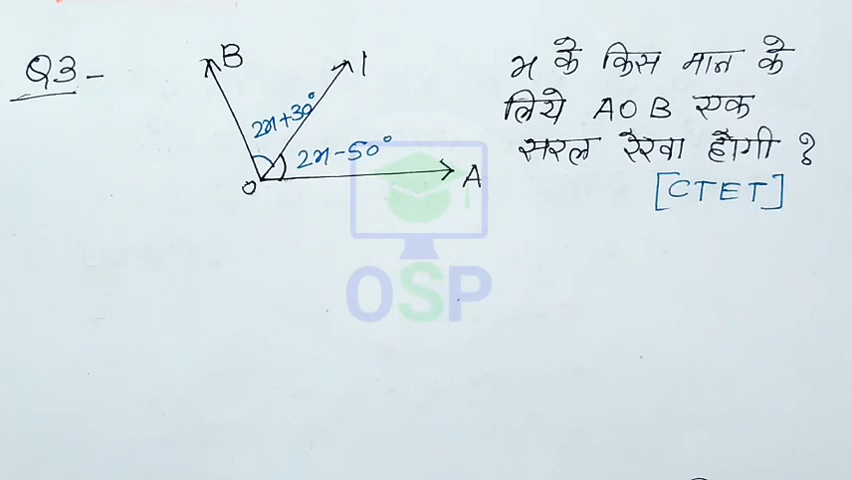 Q3-
B
1
2x+30°
2x-50°
O
A
x के किस मान के
लिये AOB एक
सरल रेखा होगी ?
[CTET]
OSP